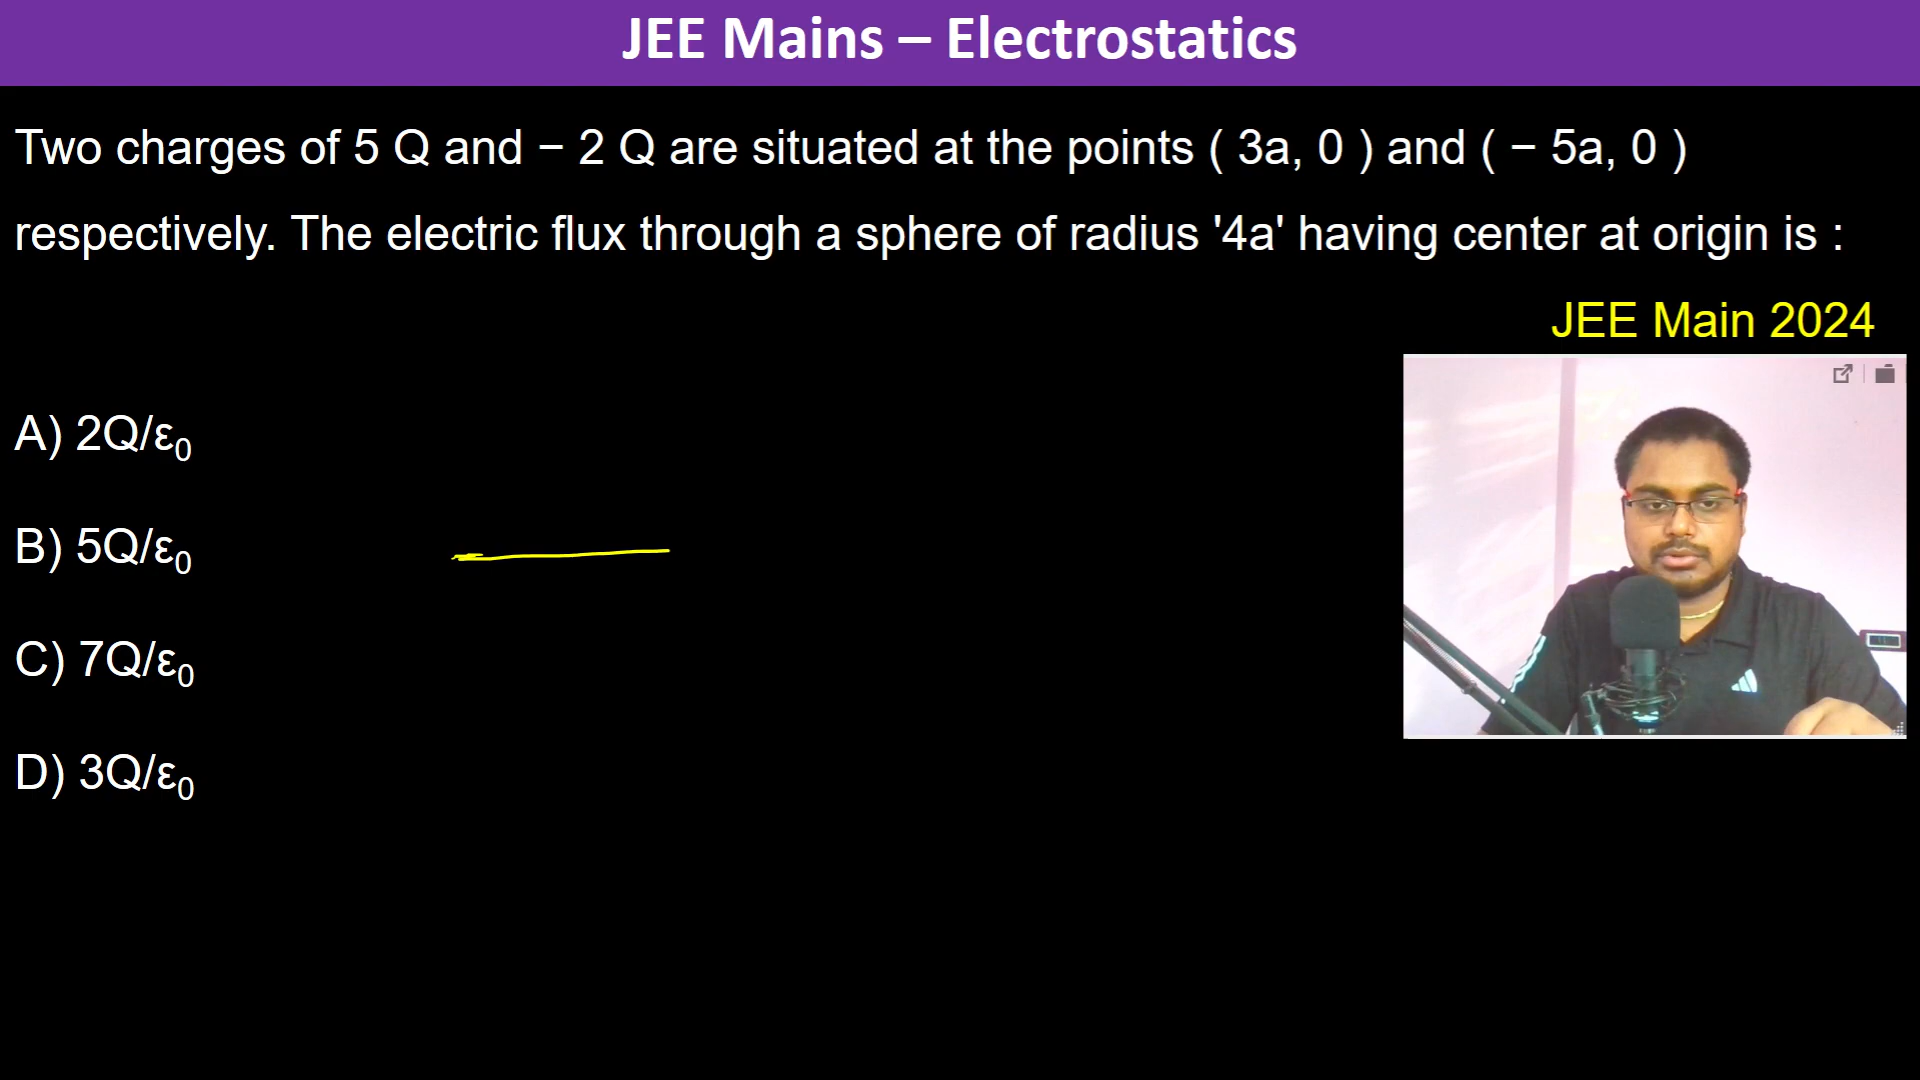 JEE Mains – Electrostatics
Two charges of 5 Q and − 2 Q are situated at the points ( 3a, 0 ) and ( − 5a, 0 )
respectively. The electric flux through a sphere of radius '4a' having center at origin is :
JEE Main 2024
A) 2Q/ε₀
B) 5Q/ε₀
C) 7Q/ε₀
D) 3Q/ε₀